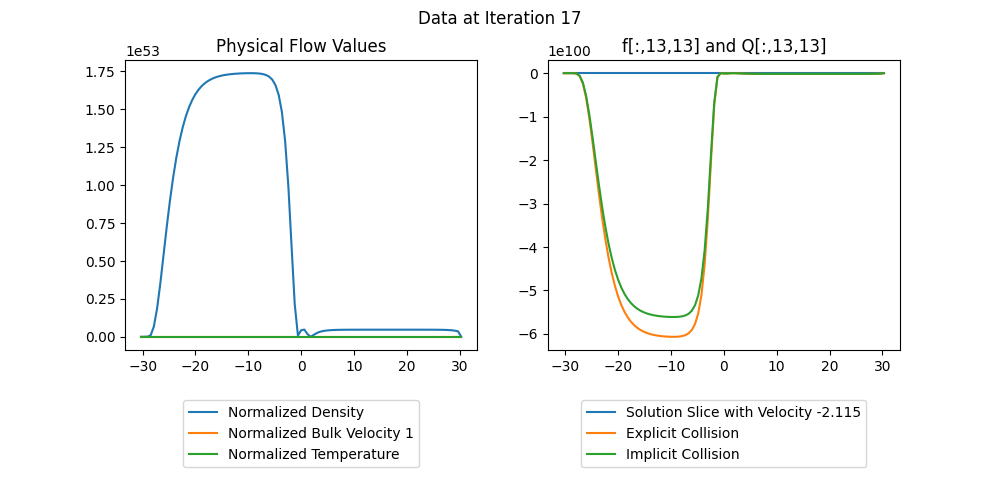 Data at Iteration 17
Physical Flow Values
1e53
1.75
1.50
1.25
1.00
0.75
0.50
0.25
0.00
−30 −20 −10 0 10 20 30
Normalized Density
Normalized Bulk Velocity 1
Normalized Temperature
f[:,13,13] and Q[:,13,13]
1e100
0
−1
−2
−3
−4
−5
−6
−30 −20 −10 0 10 20 30
Solution Slice with Velocity -2.115
Explicit Collision
Implicit Collision